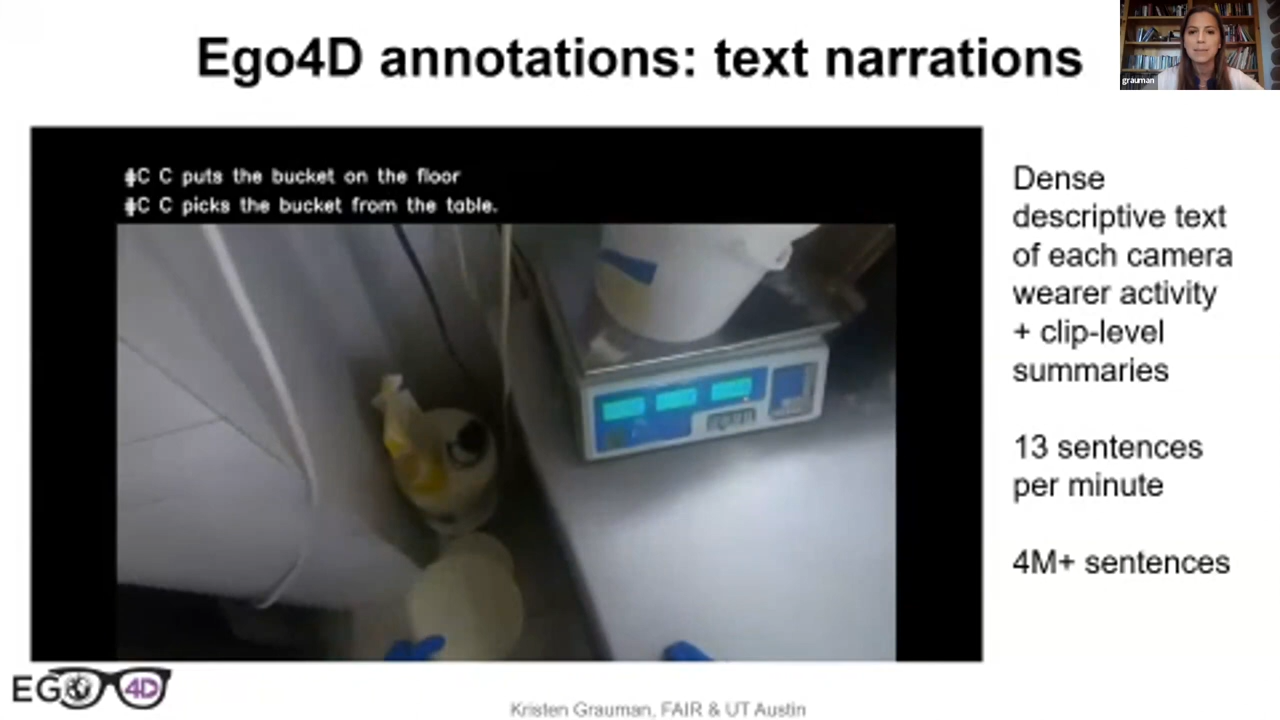 Ego4D annotations: text narrations
grauman
#C C puts the bucket on the floor
#C C picks the bucket from the table.
Dense
descriptive text
of each camera
wearer activity
+ clip-level
summaries
13 sentences
per minute
4M+ sentences
EGO4D
Kristen Grauman, FAIR & UT Austin